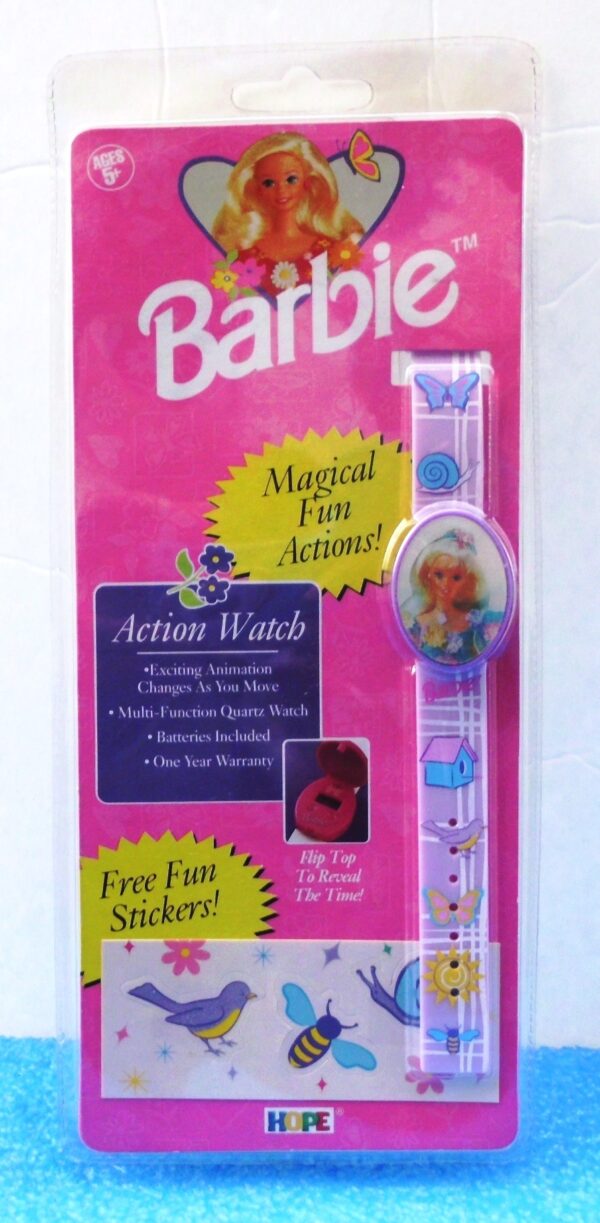 AGES
5+
Barbie™
Magical
Fun
Actions!
Action Watch
•Exciting Animation
Changes As You Move
• Multi-Function Quartz Watch
• Batteries Included
• One Year Warranty
Barbie
Flip Top
To Reveal
The Time!
Free Fun
Stickers!
HOPE®